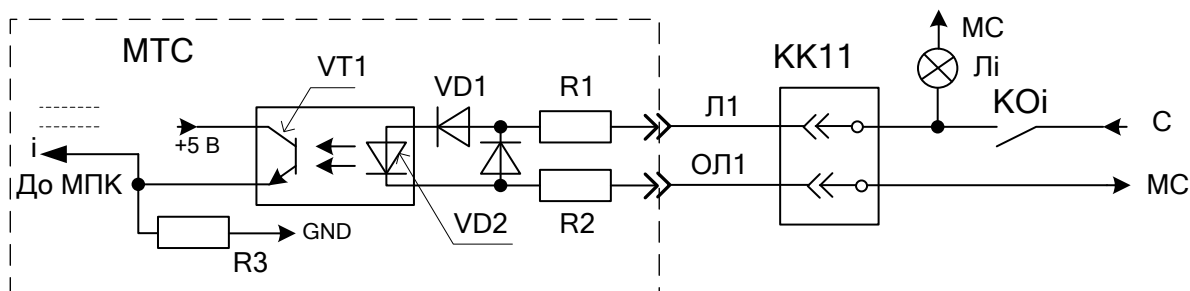 МТС
VT1
VD1
R1
Л1
КК11
МС
Лі
КОі
С
+5 В
і
До МПК
ОЛ1
МС
VD2
R2
GND
R3